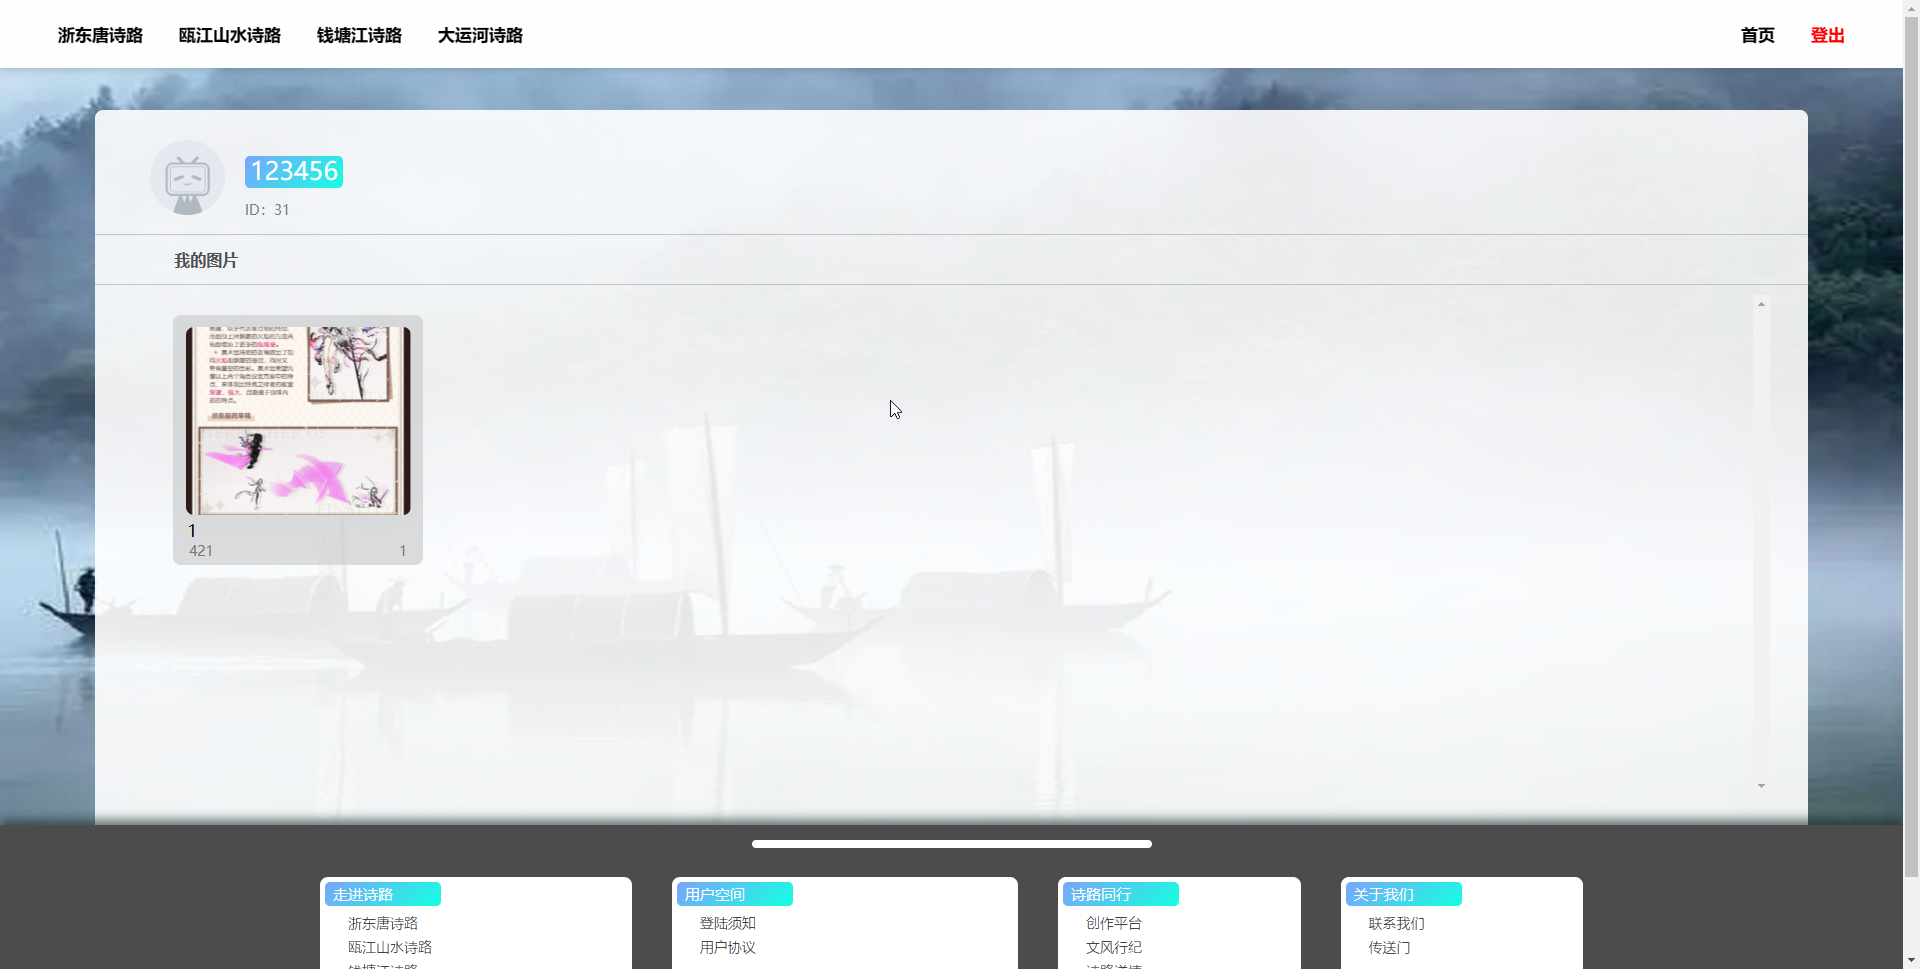 浙东唐诗路 瓯江山水诗路 钱塘江诗路 大运河诗路 首页 登出
123456
ID：31
我的图片
1
421 1
走进诗路
浙东唐诗路
瓯江山水诗路
用户空间
登陆须知
用户协议
诗路同行
创作平台
文风行纪
关于我们
联系我们
传送门